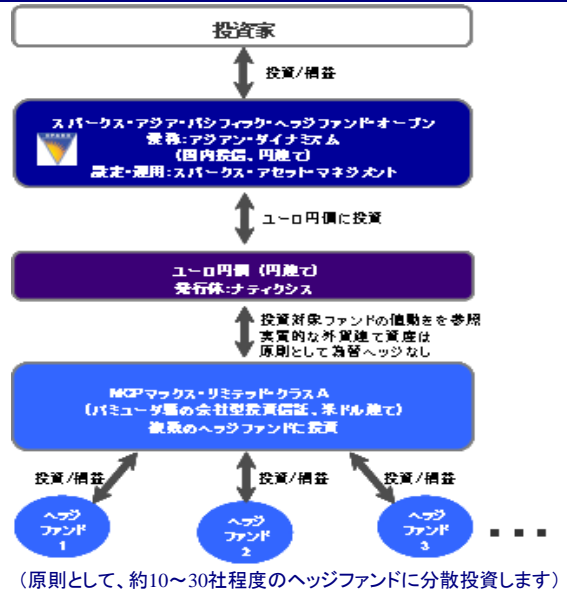 投資家
投資/損益
スパークス・アジア・パシフィック・ヘッジファンド・オープン
愛称:アジアン・ダイナミズム
(国内投信、円建て)
設定・運用:スパークス・アセット・マネジメント
ユーロ円債に投資
ユーロ円債 (円建て)
発行体:ナティクシス
投資対象ファンドの値動きを参照
実質的な外貨建て資産は
原則として為替ヘッジなし
MCPマックス・リミテッド・クラスA
(バミューダ籍の会社型投資信託、米ドル建て)
複数のヘッジファンドに投資
投資/損益
投資/損益
投資/損益
ヘッジ
ファンド
1
ヘッジ
ファンド
2
ヘッジ
ファンド
3
(原則として、約10~30社程度のヘッジファンドに分散投資します)